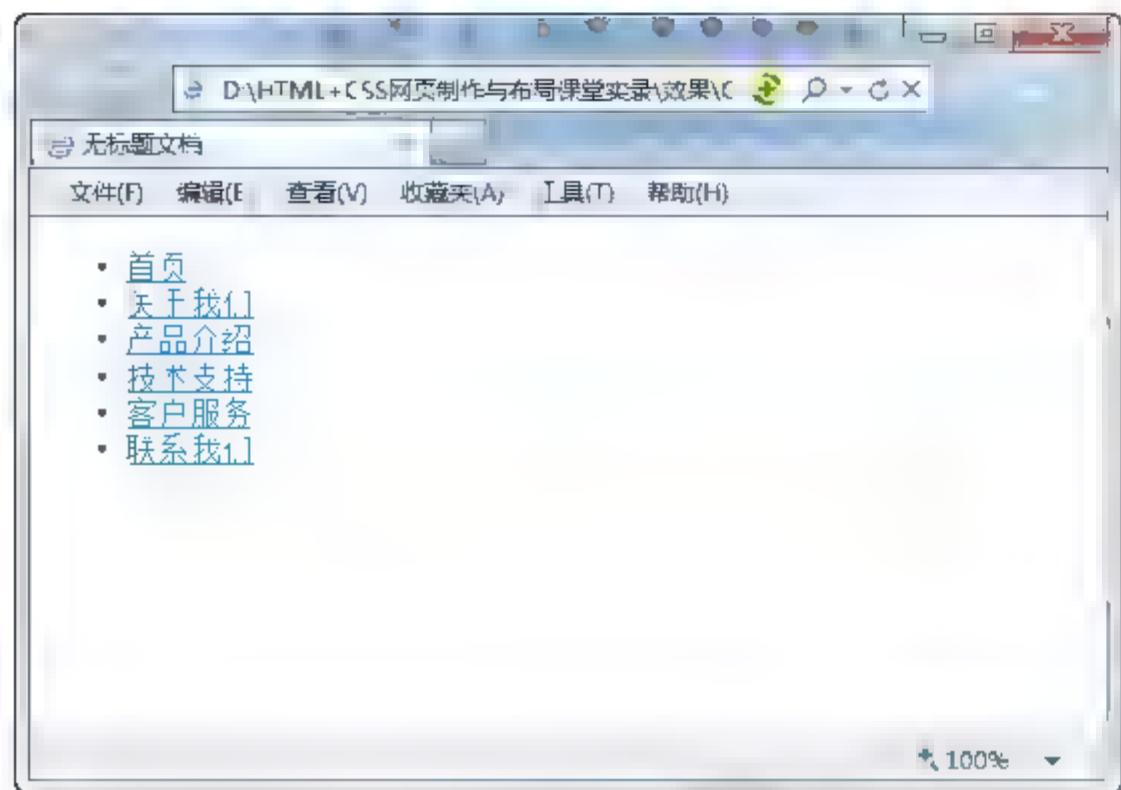 D:\HTML+CSS网页制作与布局课堂实录\效果\C
无标题文档
文件(F) 编辑(E 查看(V) 收藏夹(A) 工具(T) 帮助(H)
• 首页
• 关于我们
• 产品介绍
• 技术支持
• 客户服务
• 联系我们
100%